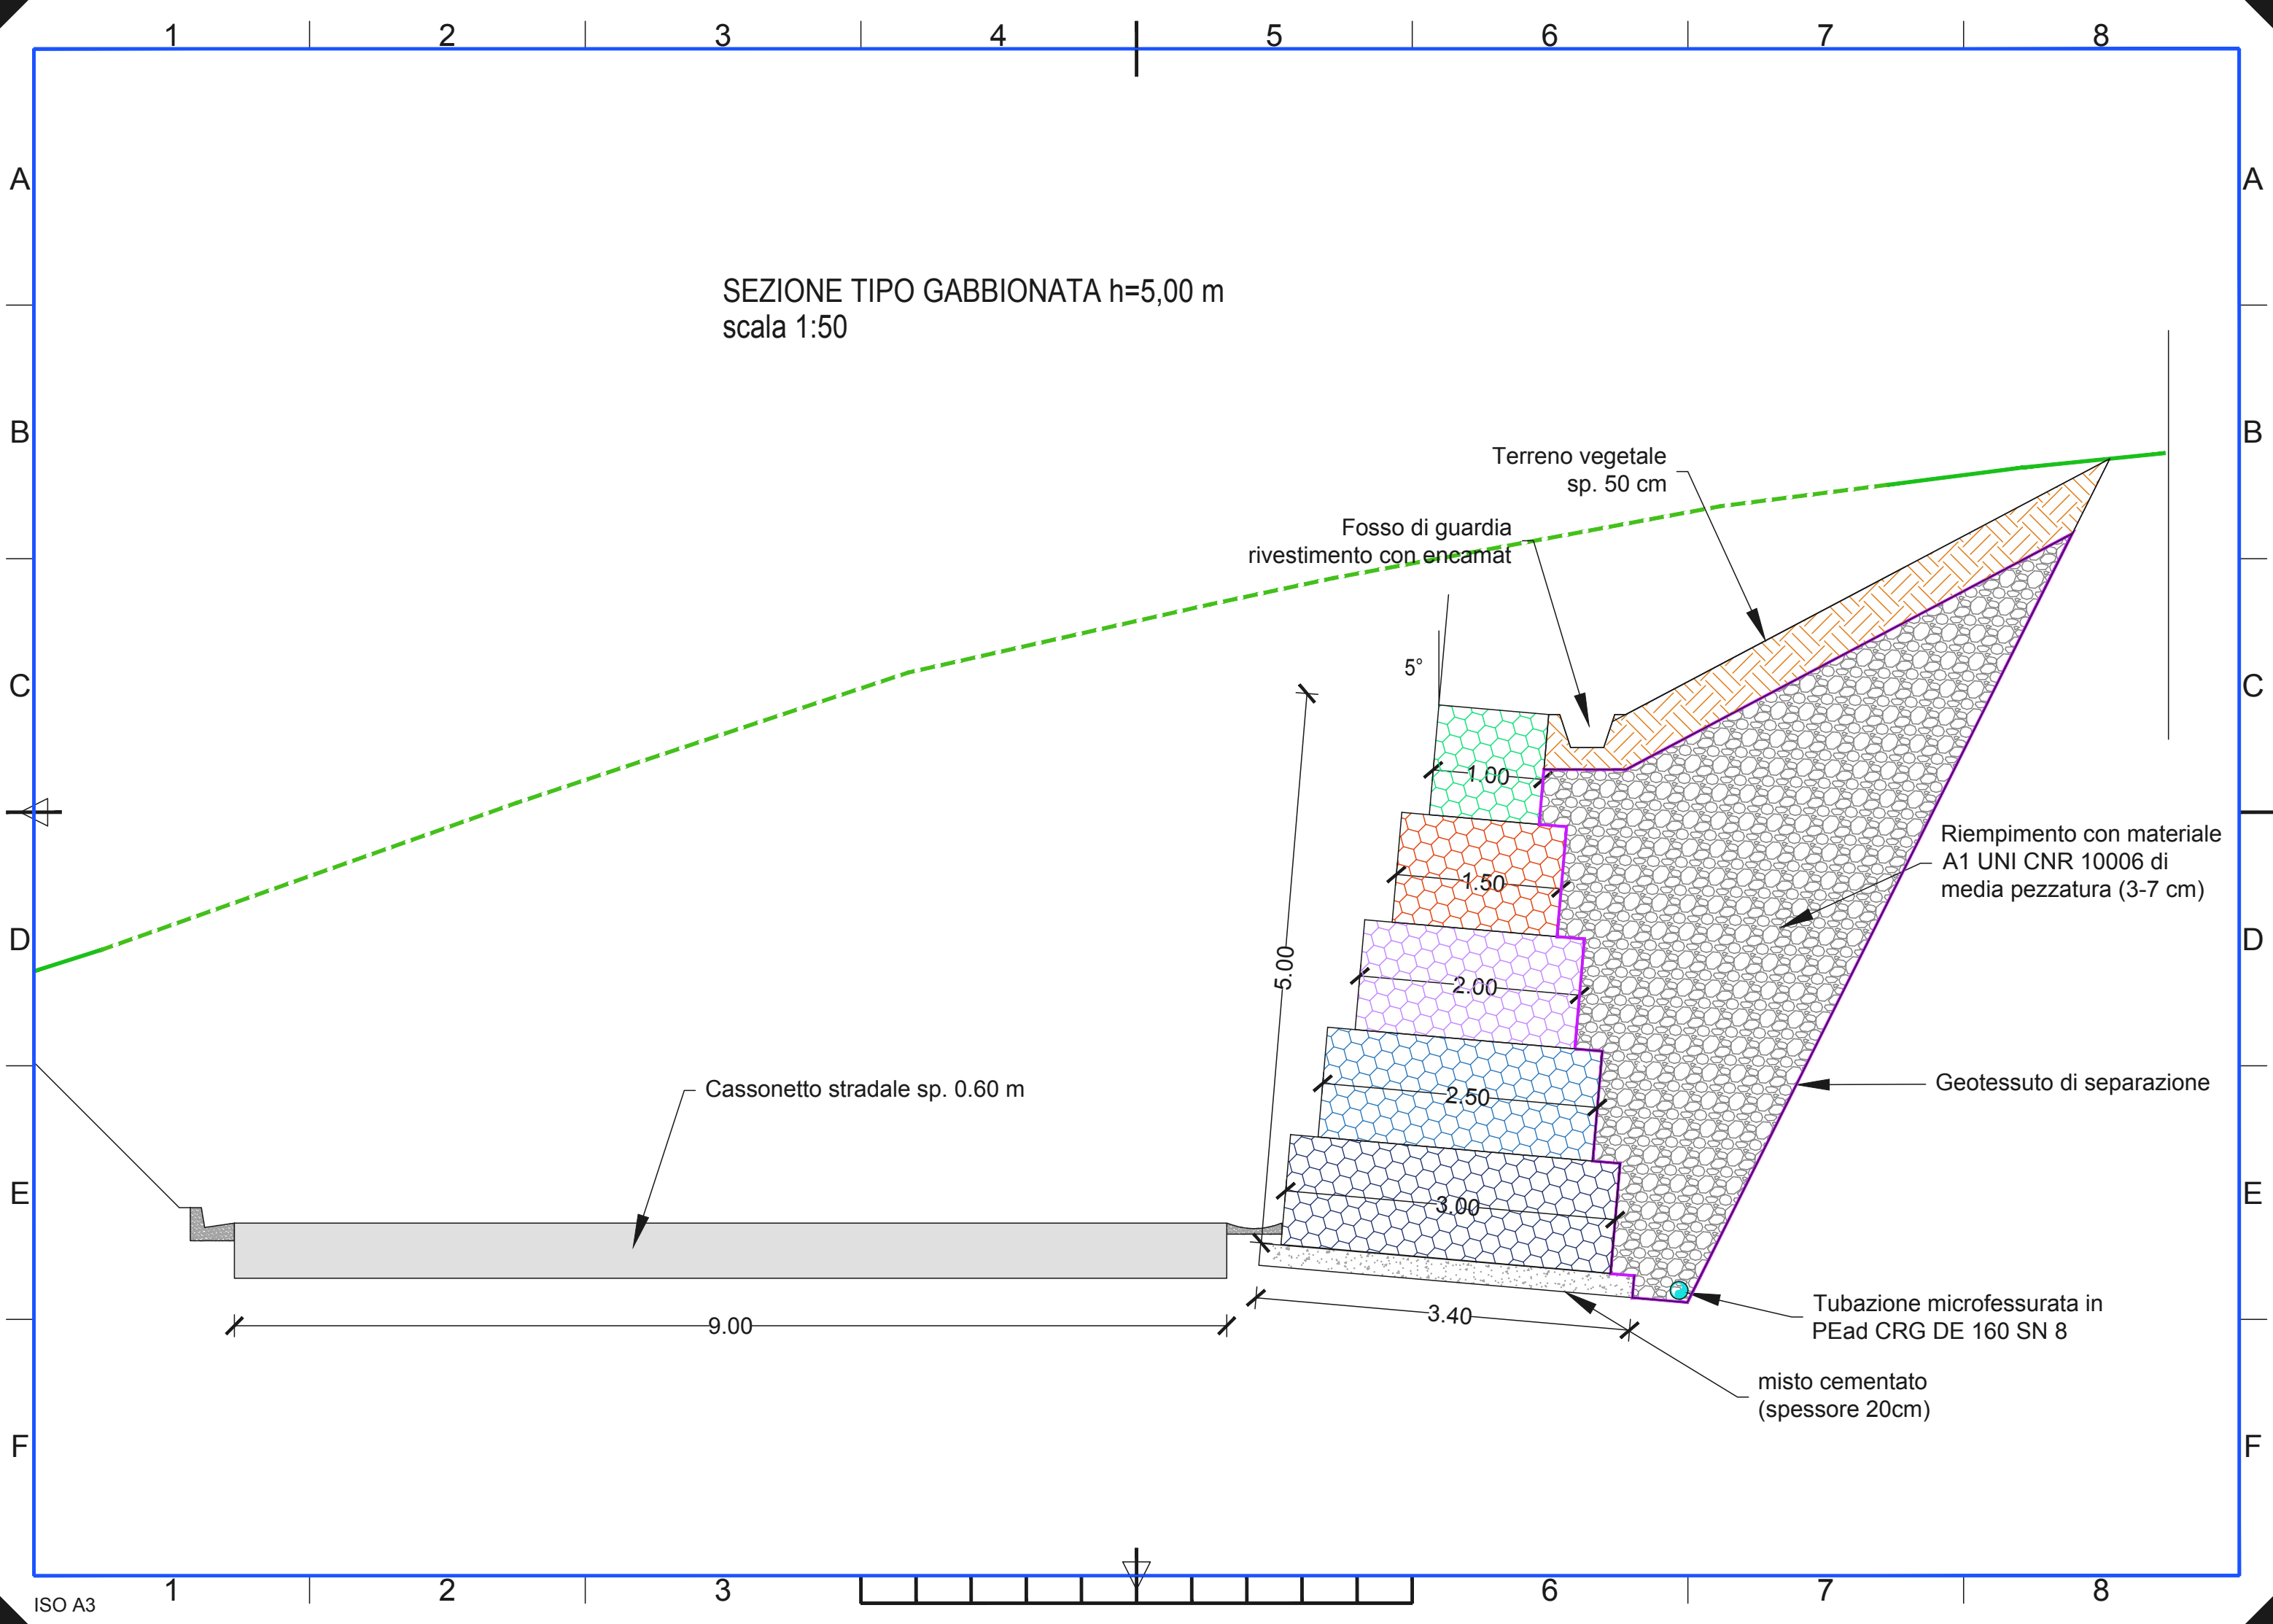 1 2 3 4 5 6 7 8
A A
SEZIONE TIPO GABBIONATA h=5,00 m
scala 1:50
B B
Terreno vegetale
sp. 50 cm
Fosso di guardia
rivestimento con encamat
5°
C C
1.00
Riempimento con materiale
A1 UNI CNR 10006 di
media pezzatura (3-7 cm)
1.50
D D
5.00
2.00
Geotessuto di separazione
Cassonetto stradale sp. 0.60 m
2.50
E E
3.00
Tubazione microfessurata in
PEad CRG DE 160 SN 8
3.40
9.00
misto cementato
(spessore 20cm)
F F
1 2 3 6 7 8
ISO A3